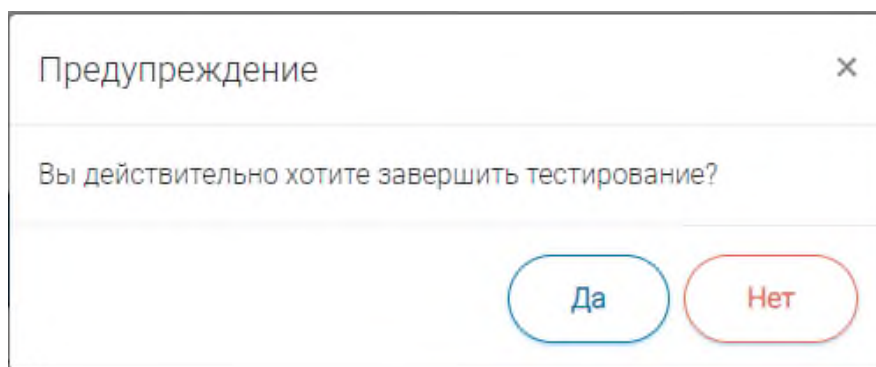 Предупреждение
Вы действительно хотите завершить тестирование?
Да Нет